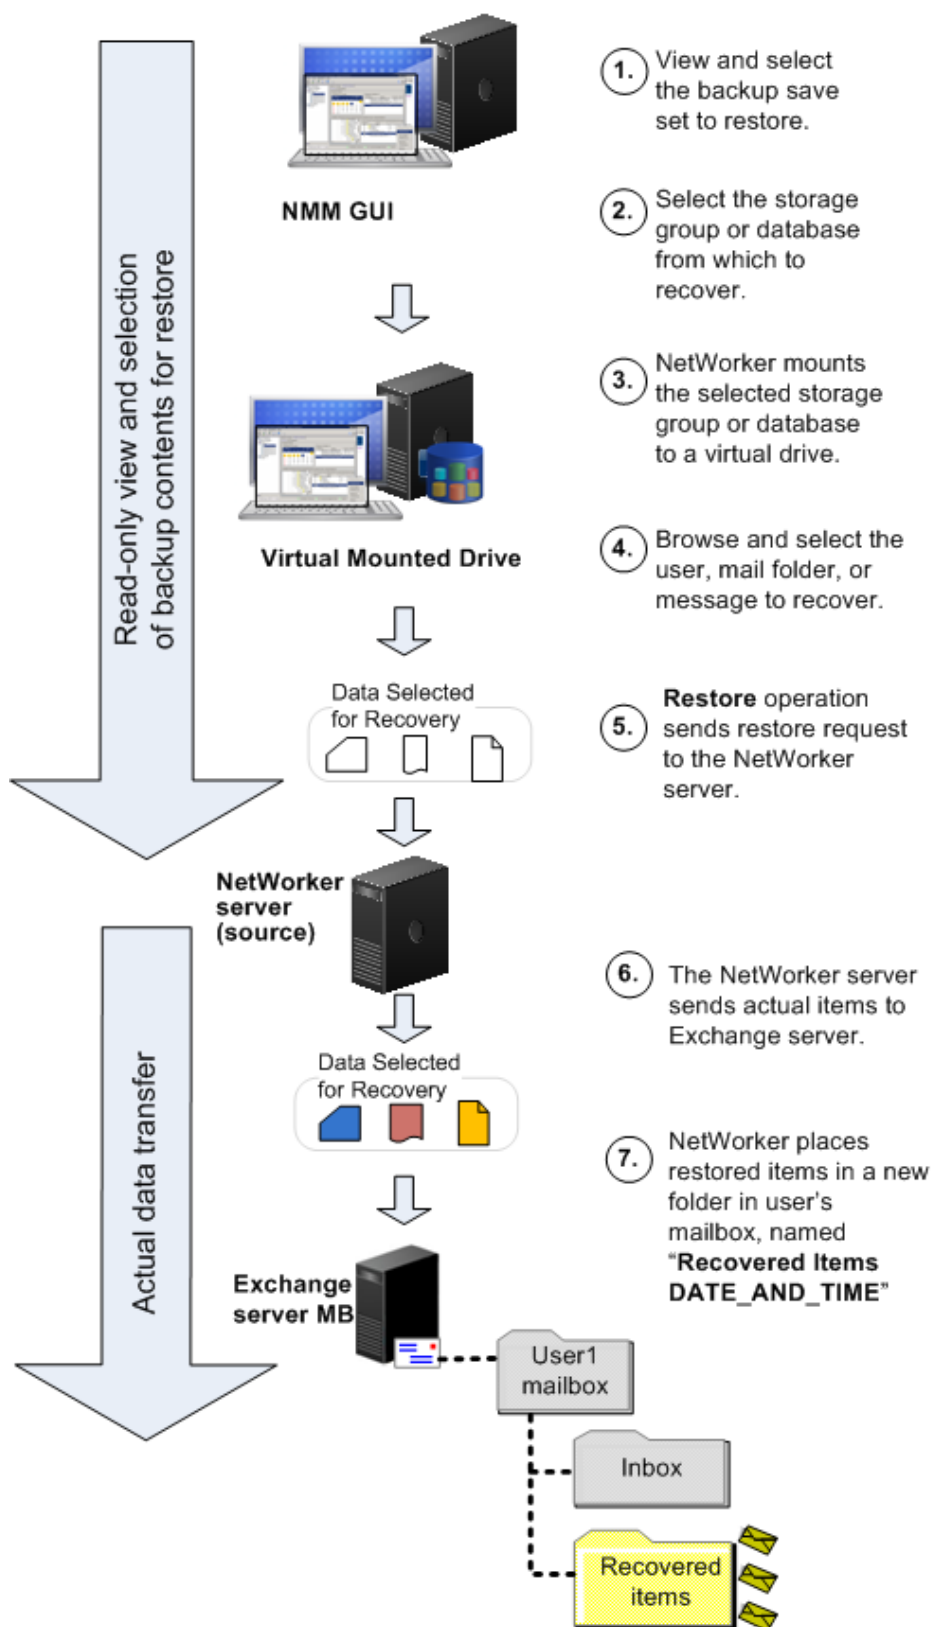 1. View and select
the backup save
set to restore.
NMM GUI
2. Select the storage
group or database
from which to
recover.
Read-only view and selection
of backup contents for restore
3. NetWorker mounts
the selected storage
group or database
to a virtual drive.
Virtual Mounted Drive
4. Browse and select the
user, mail folder, or
message to recover.
Data Selected
for Recovery
5. Restore operation
sends restore request
to the NetWorker
server.
NetWorker
server
(source)
6. The NetWorker server
sends actual items to
Exchange server.
Data Selected
for Recovery
Actual data transfer
7. NetWorker places
restored items in a new
folder in user's
mailbox, named
“Recovered Items
DATE_AND_TIME”
Exchange
server MB
User1
mailbox
Inbox
Recovered
items